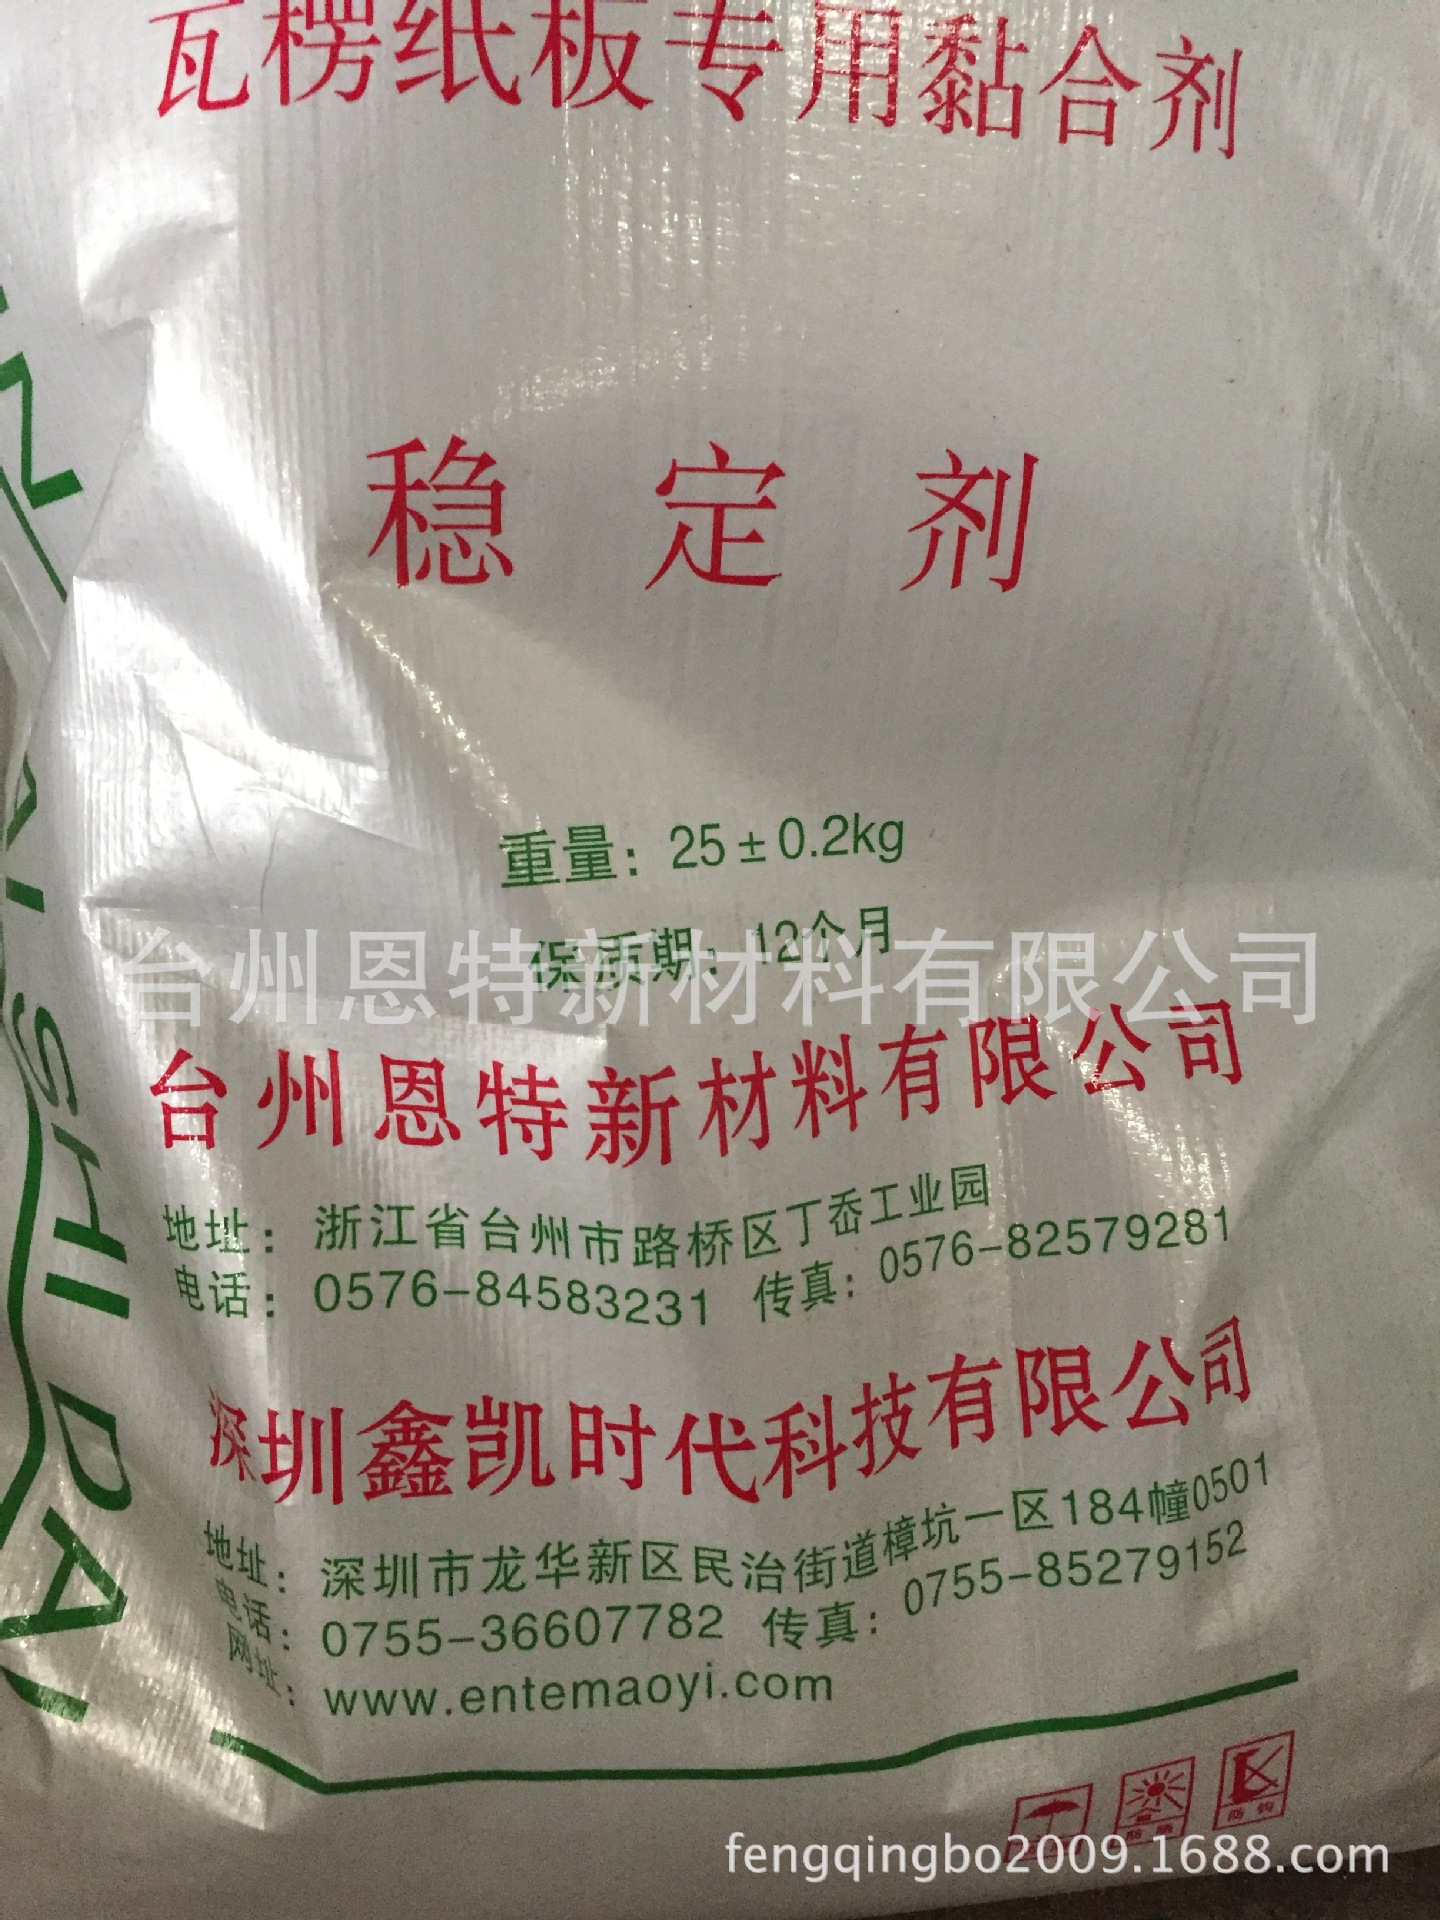 瓦楞纸板专用黏合剂
稳定剂
重量：25±0.2kg
保质期：12个月
台州恩特新材料有限公司
台州恩特新材料有限公司
地址：浙江省台州市路桥区丁岙工业园
电话：0576-84583231 传真：0576-82579281
深圳鑫凯时代科技有限公司
地址：深圳市龙华新区民治街道樟坑一区184幢0501
电话：0755-36607782 传真：0755-85279152
网址：www.entemaoyi.com
SHI DAI
防晒
防钩
fengqingbo2009.1688.com